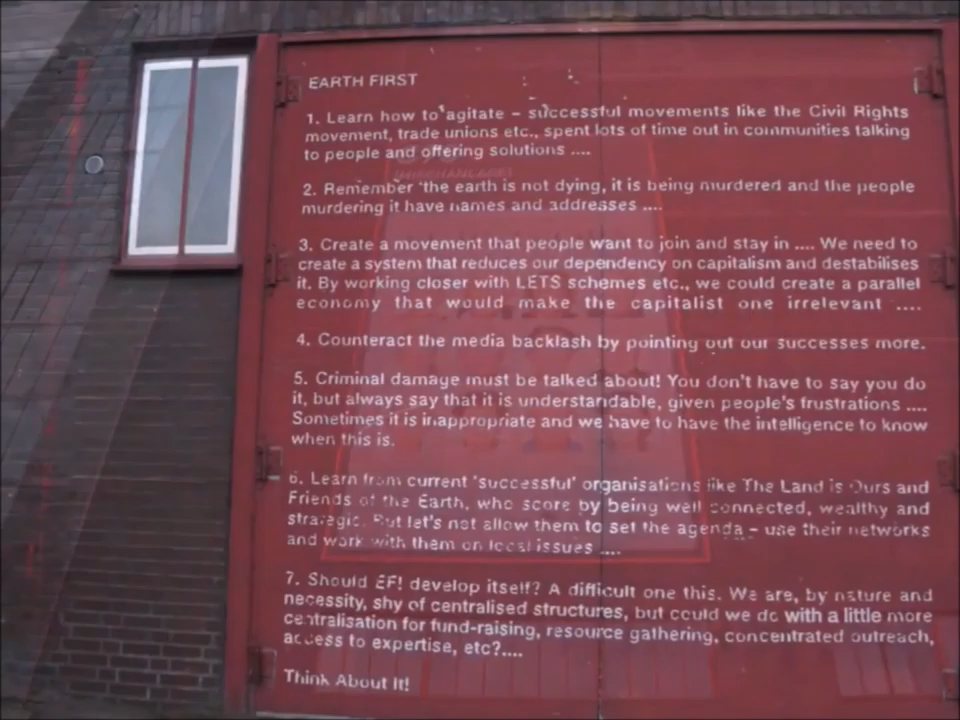 EARTH FIRST
1. Learn how to agitate – successful movements like the Civil Rights
movement, trade unions etc., spent lots of time out in communities talking
to people and offering solutions ....
2. Remember 'the earth is not dying, it is being murdered and the people
murdering it have names and addresses ....
3. Create a movement that people want to join and stay in .... We need to
create a system that reduces our dependency on capitalism and destabilises
it. By working closer with LETS schemes etc., we could create a parallel
economy that would make the capitalist one irrelevant ....
4. Counteract the media backlash by pointing out our successes more.
5. Criminal damage must be talked about! You don't have to say you do
it, but always say that it is understandable, given people's frustrations ....
Sometimes it is inappropriate and we have to have the intelligence to know
when this is.
6. Learn from current 'successful' organisations like The Land is Ours and
Friends of the Earth, who score by being well connected, wealthy and
strategic. But let's not allow them to set the agenda – use their networks
and work with them on local issues ....
7. Should EF! develop itself? A difficult one this. We are, by nature and
necessity, shy of centralised structures, but could we do with a little more
centralisation for fund-raising, resource gathering, concentrated outreach,
access to expertise, etc?....
Think About It!